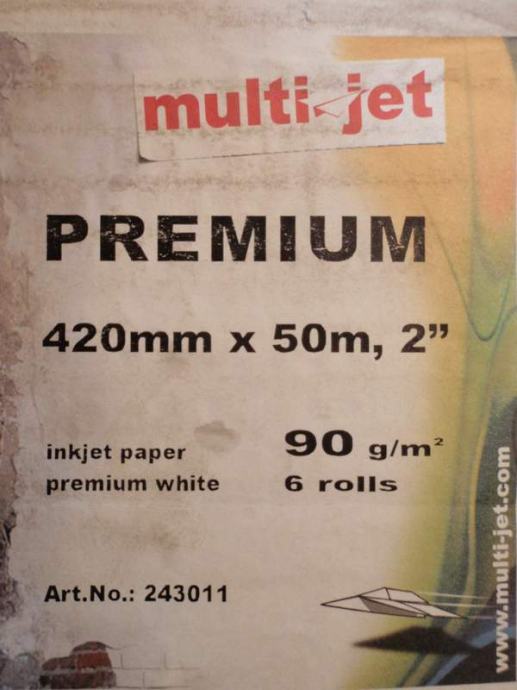 multi-jet
PREMIUM
420mm x 50m, 2”
inkjet paper 90 g/m²
premium white 6 rolls
Art.No.: 243011
www.multi-jet.com